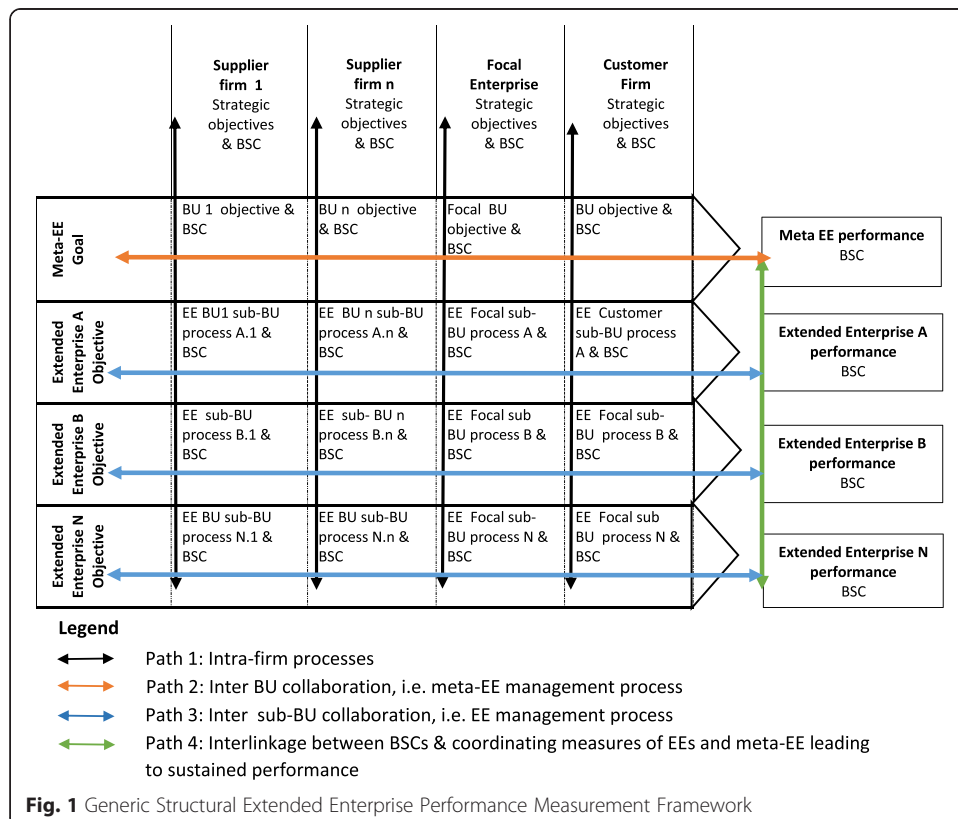 Supplier
firm 1
Strategic
objectives
& BSC
Supplier
firm n
Strategic
objectives
& BSC
Focal
Enterprise
Strategic
objectives
& BSC
Customer
Firm
Strategic
objectives
& BSC
Meta-EE
Goal
BU 1 objective &
BSC
BU n objective
& BSC
Focal BU
objective &
BSC
BU objective &
BSC
Meta EE performance
BSC
Extended
Enterprise A
Objective
EE BU1 sub-BU
process A.1 &
BSC
EE BU n sub-BU
process A.n &
BSC
EE Focal sub-
BU process A &
BSC
EE Customer
sub-BU process
A & BSC
Extended Enterprise A
performance
BSC
Extended
Enterprise B
Objective
EE sub-BU
process B.1 &
BSC
EE sub- BU n
process B.n &
BSC
EE Focal sub
BU process B &
BSC
EE Focal sub-
BU process B &
BSC
Extended Enterprise B
performance
BSC
Extended
Enterprise N
Objective
EE BU sub-BU
process N.1 &
BSC
EE BU sub-BU
process N.n &
BSC
EE Focal sub-
BU process N &
BSC
EE Focal sub
BU process N &
BSC
Extended Enterprise N
performance
BSC
Legend
Path 1: Intra-firm processes
Path 2: Inter BU collaboration, i.e. meta-EE management process
Path 3: Inter sub-BU collaboration, i.e. EE management process
Path 4: Interlinkage between BSCs & coordinating measures of EEs and meta-EE leading
to sustained performance
Fig. 1 Generic Structural Extended Enterprise Performance Measurement Framework